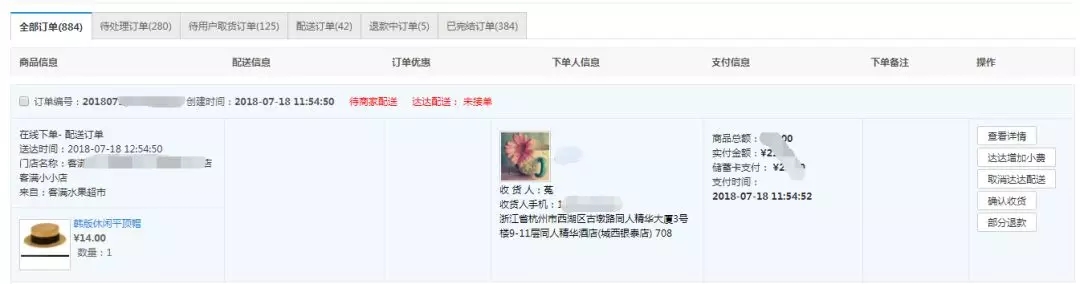 全部订单(884) 待处理订单(280) 待用户取货订单(125) 配送订单(42) 退款中订单(5) 已完结订单(384)
商品信息 配送信息 订单优惠 下单人信息 支付信息 下单备注 操作
订单编号：201807 创建时间：2018-07-18 11:54:50 待商家配送 达达配送： 未接单
在线下单- 配送订单
送达时间：2018-07-18 12:54:50
门店名称：客满 店
客满小小店
来自：客满水果超市
韩版休闲平顶帽
¥14.00
数量：1
收 货 人：菟
收货人手机：1
浙江省杭州市西湖区古墩路同人精华大厦3号
楼9-11层同人精华酒店(城西银泰店) 708
商品总额： 00
实付金额：¥2
储蓄卡支付： ¥2
支付时间：
2018-07-18 11:54:52
查看详情
达达增加小费
取消达达配送
确认收货
部分退款